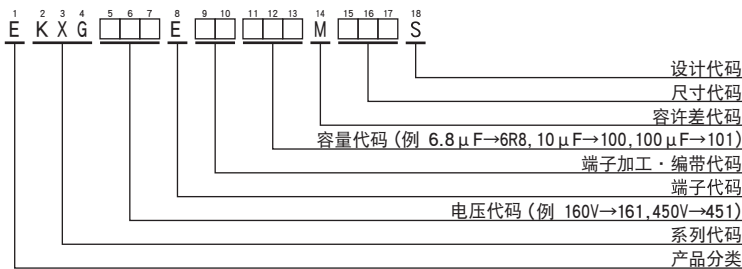 1 2 3 4 5 6 7 8 9 10 11 12 13 14 15 16 17 18
E KXG □□□ E □□ □□□ M □□□ S
设计代码
尺寸代码
容许差代码
容量代码 (例 6.8μF→6R8, 10μF→100, 100μF→101)
端子加工・编带代码
端子代码
电压代码 (例 160V→161, 450V→451)
系列代码
产品分类